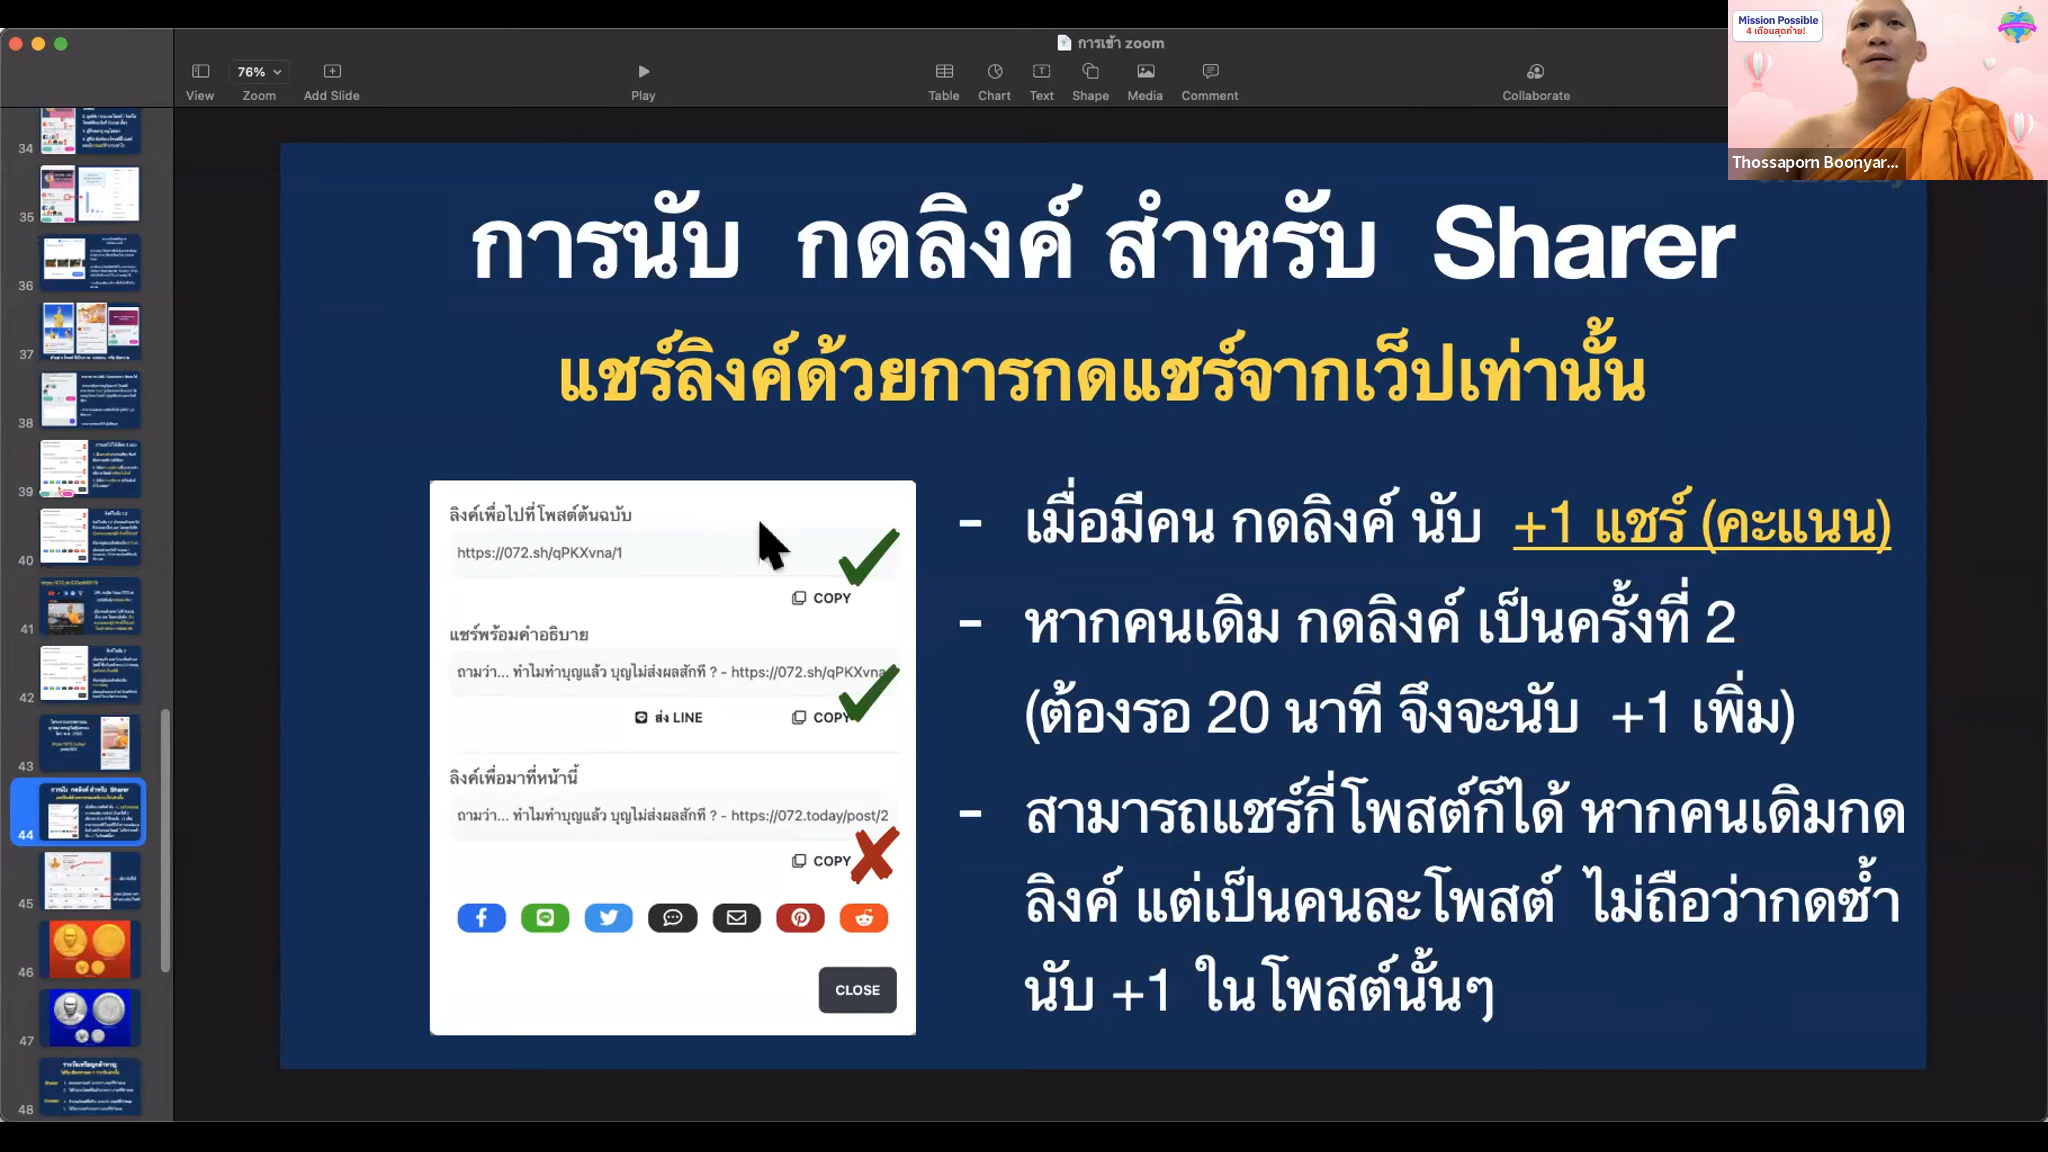 การเข้า zoom
76%
View
Zoom
Add Slide
Play
Table
Chart
Text
Shape
Media
Comment
Collaborate
Mission Possible
4 เดือนสุดท้าย!
Thossaporn Boonyar...
34
35
36
37
38
39
40
41
42
43
44
45
46
47
48
การนับ กดลิงค์ สำหรับ Sharer
แชร์ลิงค์ด้วยการกดแชร์จากเว็ปเท่านั้น
ลิงค์เพื่อไปที่โพสต์ต้นฉบับ
https://072.sh/qPKXvna/1
COPY
แชร์พร้อมคำอธิบาย
ถามว่า... ทำไมทำบุญแล้ว บุญไม่ส่งผลสักที ? - https://072.sh/qPKXvna
ส่ง LINE
COPY
ลิงค์เพื่อมาที่หน้านี้
ถามว่า... ทำไมทำบุญแล้ว บุญไม่ส่งผลสักที ? - https://072.today/post/2
COPY
CLOSE
- เมื่อมีคน กดลิงค์ นับ +1 แชร์ (คะแนน)
- หากคนเดิม กดลิงค์ เป็นครั้งที่ 2
(ต้องรอ 20 นาที จึงจะนับ +1 เพิ่ม)
- สามารถแชร์กี่โพสต์ก็ได้ หากคนเดิมกด
ลิงค์ แต่เป็นคนละโพสต์ ไม่ถือว่ากดซ้ำ
นับ +1 ในโพสต์นั้นๆ